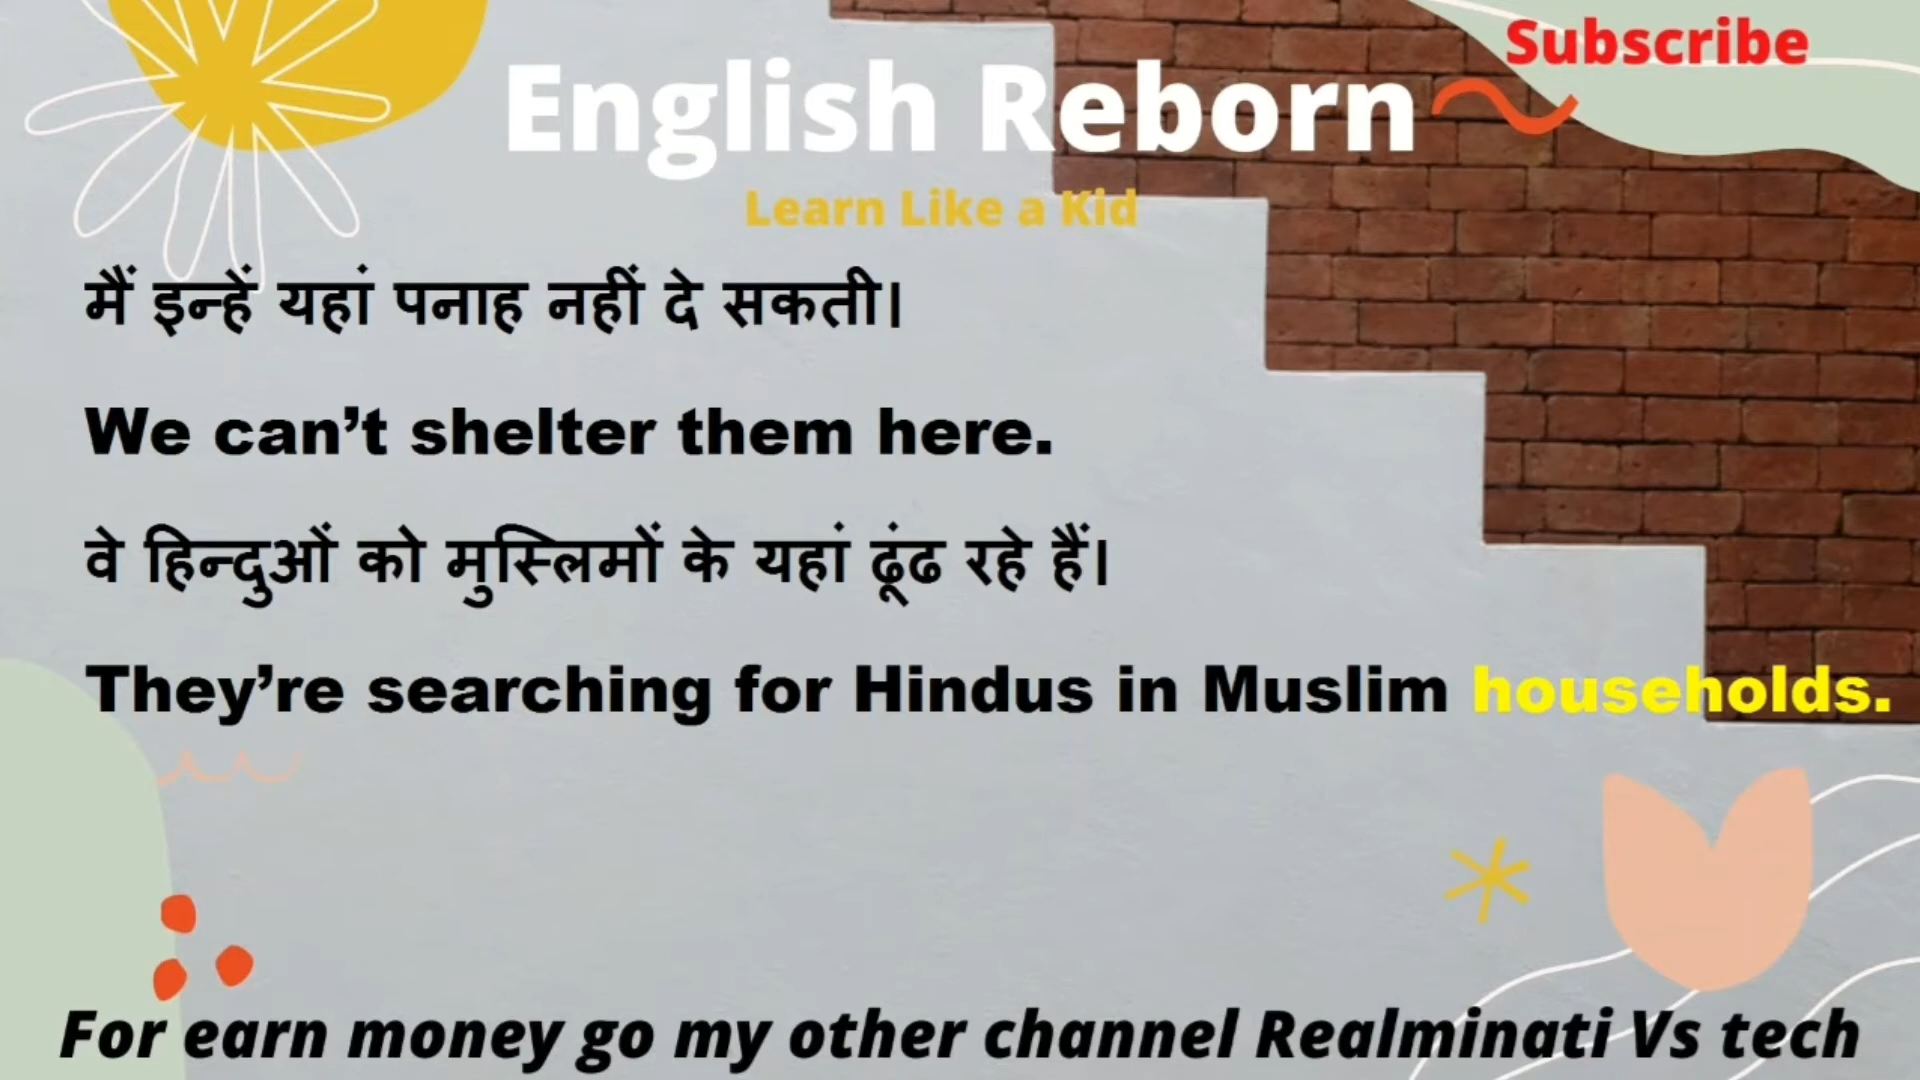 Subscribe
English Reborn
Learn Like a Kid
मैं इन्हें यहां पनाह नहीं दे सकती।
We can’t shelter them here.
वे हिन्दुओं को मुस्लिमों के यहां ढूंढ रहे हैं।
They’re searching for Hindus in Muslim households.
For earn money go my other channel Realminati Vs tech